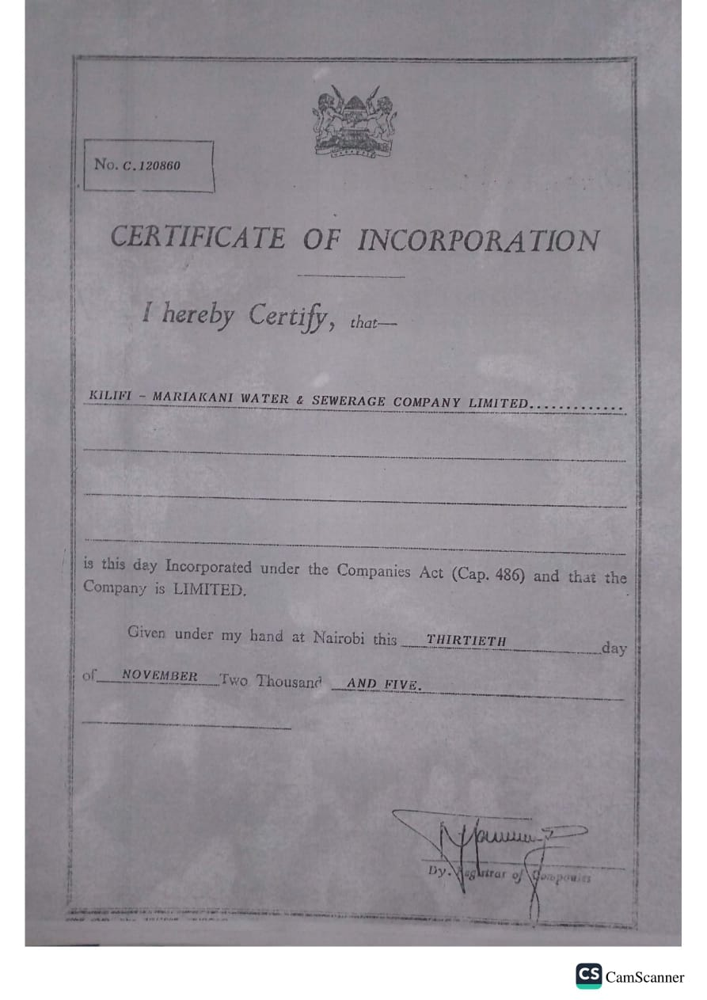 No. C.120860
CERTIFICATE OF INCORPORATION
I hereby Certify, that—
KILIFI - MARIAKANI WATER & SEWERAGE COMPANY LIMITED.............
is this day Incorporated under the Companies Act (Cap. 486) and that the
Company is LIMITED.
Given under my hand at Nairobi this THIRTIETH day
of NOVEMBER Two Thousand AND FIVE.
Dy. Registrar of Companies
CS CamScanner